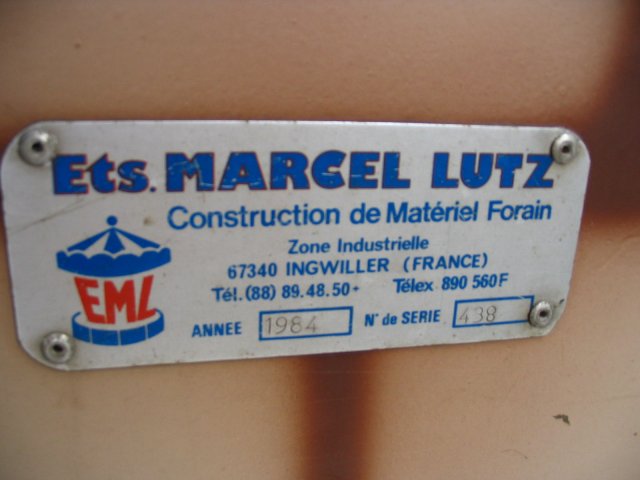 Ets. MARCEL LUTZ
Construction de Matériel Forain
Zone Industrielle
67340 INGWILLER (FRANCE)
Tél. (88) 89.48.50+ Télex 890 560 F
EML
ANNEE 1984 N° de SERIE 438